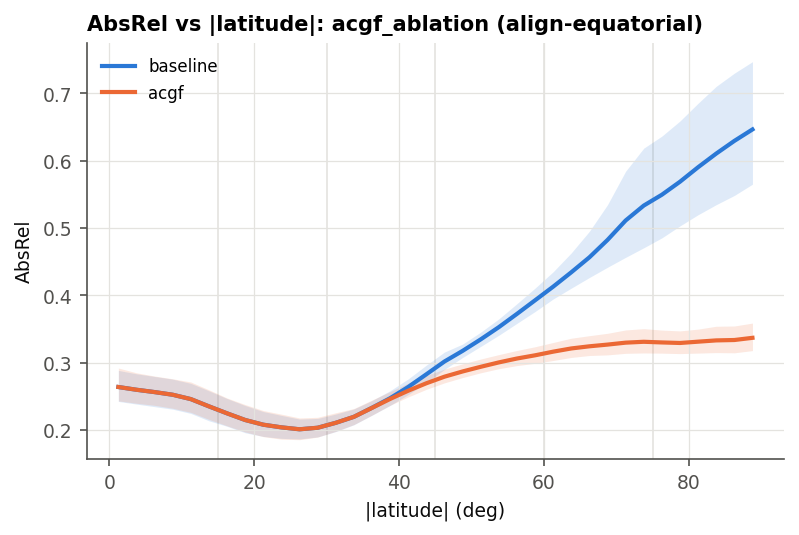 AbsRel vs |latitude|: acgf_ablation (align-equatorial)
baseline
acgf
AbsRel
0.7
0.6
0.5
0.4
0.3
0.2
0 20 40 60 80
|latitude| (deg)